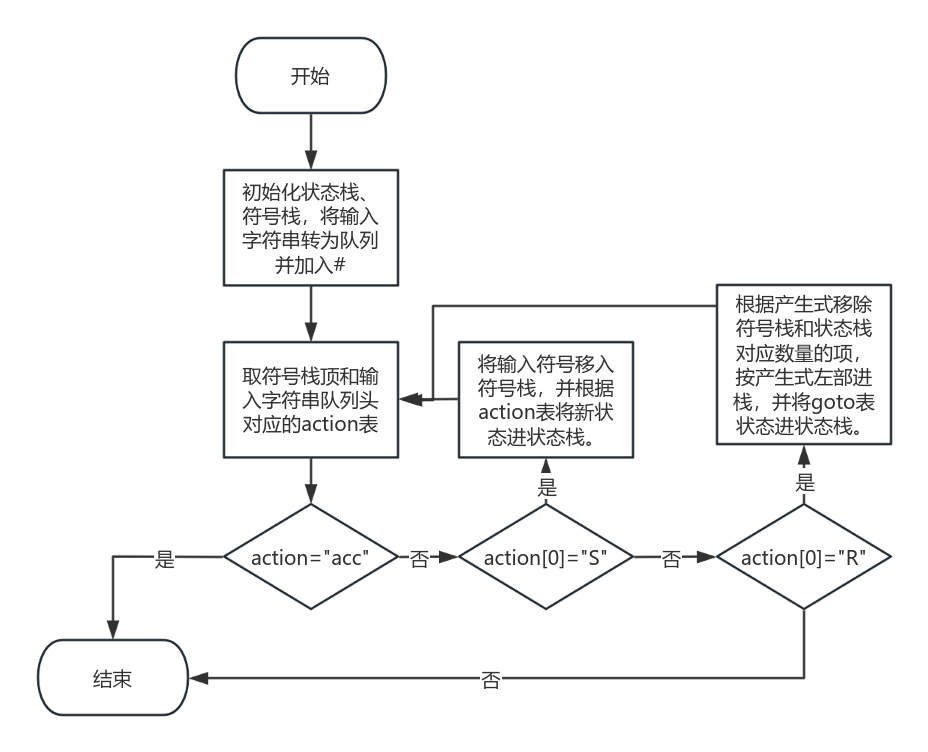 开始
初始化状态栈、
符号栈，将输入
字符串转为队列
并加入#
取符号栈顶和输
入字符串队列头
对应的action表
将输入符号移入
符号栈，并根据
action表将新状
态进状态栈。
根据产生式移除
符号栈和状态栈
对应数量的项，
按产生式左部进
栈，并将goto表
状态进状态栈。
是
是
是
action="acc"
否
action[0]="S"
否
action[0]="R"
结束
否